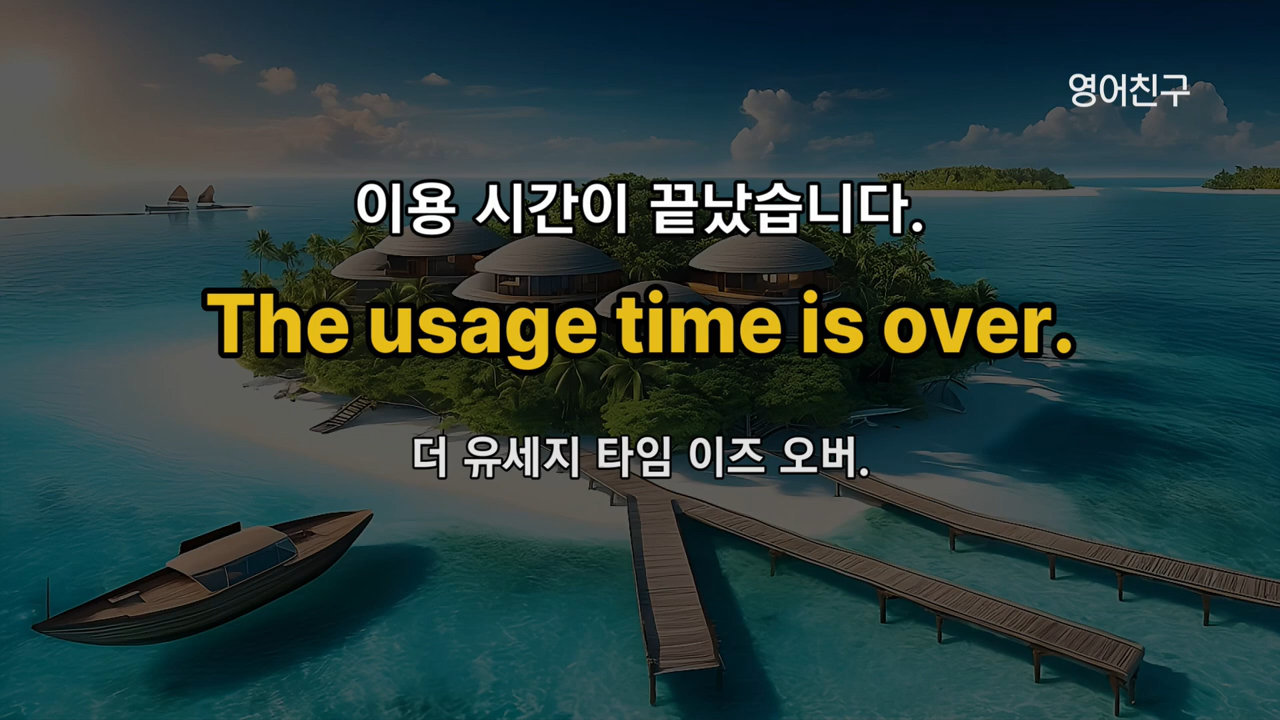 영어친구
이용 시간이 끝났습니다.
The usage time is over.
더 유세지 타임 이즈 오버.